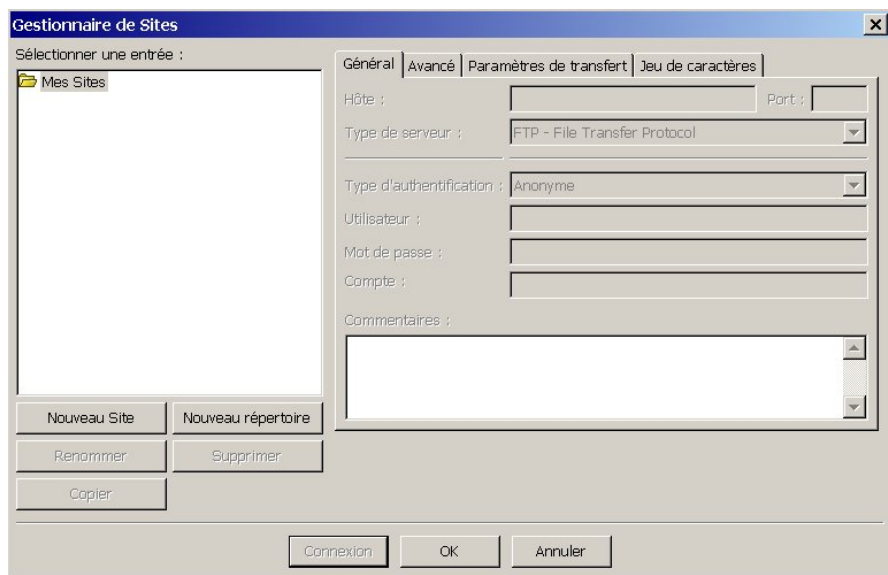 Gestionnaire de Sites
Sélectionner une entrée :
Mes Sites
Nouveau Site
Nouveau répertoire
Renommer
Supprimer
Copier
Général
Avancé
Paramètres de transfert
Jeu de caractères
Hôte :
Port :
Type de serveur :
FTP - File Transfer Protocol
Type d'authentification :
Anonyme
Utilisateur :
Mot de passe :
Compte :
Commentaires :
Connexion
OK
Annuler